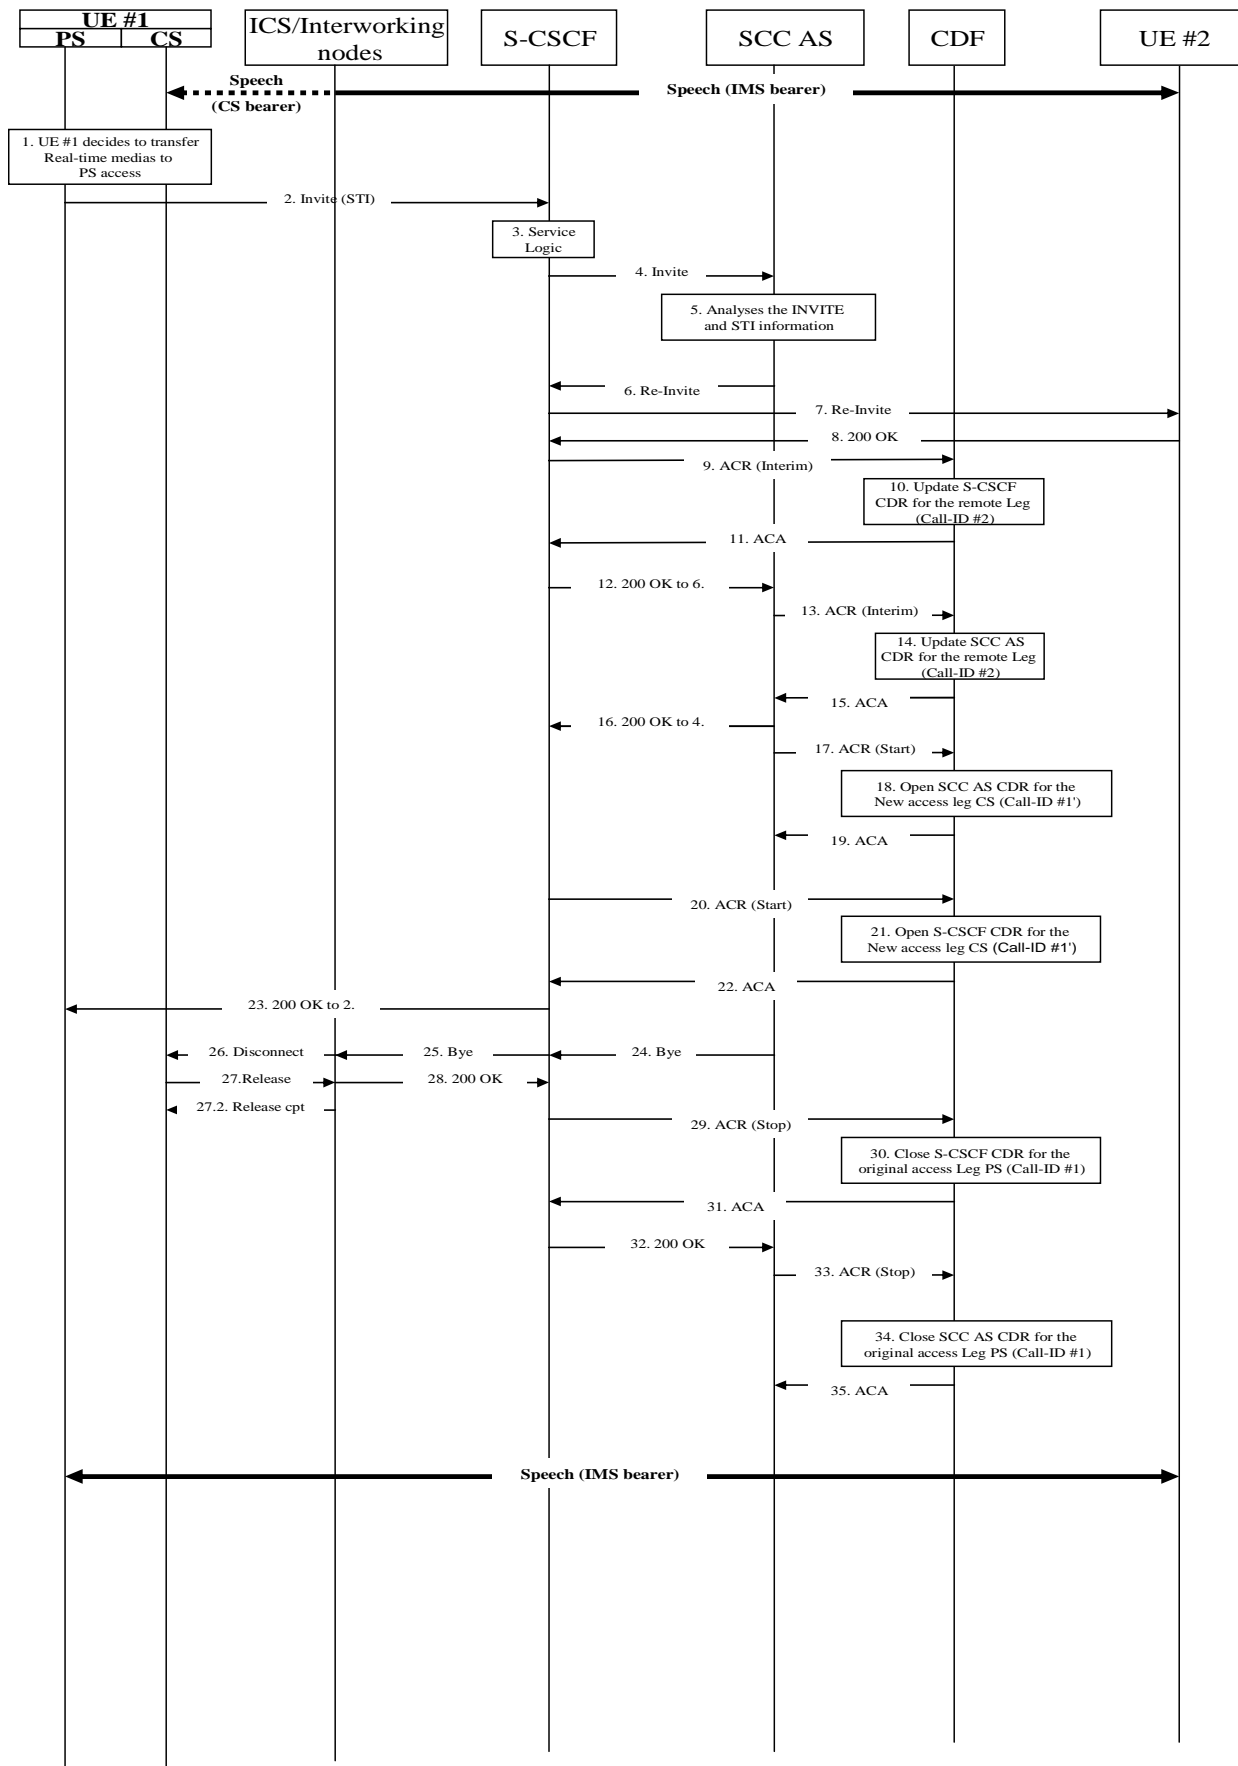 UE #1
PS
CS
ICS/Interworking
nodes
S-CSCF
SCC AS
CDF
UE #2
Speech
(CS bearer)
Speech (IMS bearer)
1. UE #1 decides to transfer
Real-time medias to
PS access
2. Invite (STI)
3. Service
Logic
4. Invite
5. Analyses the INVITE
and STI information
6. Re-Invite
7. Re-Invite
8. 200 OK
9. ACR (Interim)
10. Update S-CSCF
CDR for the remote Leg
(Call-ID #2)
11. ACA
12. 200 OK to 6.
13. ACR (Interim)
14. Update SCC AS
CDR for the remote Leg
(Call-ID #2)
15. ACA
16. 200 OK to 4.
17. ACR (Start)
18. Open SCC AS CDR for the
New access leg CS (Call-ID #1')
19. ACA
20. ACR (Start)
21. Open S-CSCF CDR for the
New access leg CS (Call-ID #1')
22. ACA
23. 200 OK to 2.
26. Disconnect
25. Bye
24. Bye
27.Release
28. 200 OK
27.2. Release cpt
29. ACR (Stop)
30. Close S-CSCF CDR for the
original access Leg PS (Call-ID #1)
31. ACA
32. 200 OK
33. ACR (Stop)
34. Close SCC AS CDR for the
original access Leg PS (Call-ID #1)
35. ACA
Speech (IMS bearer)